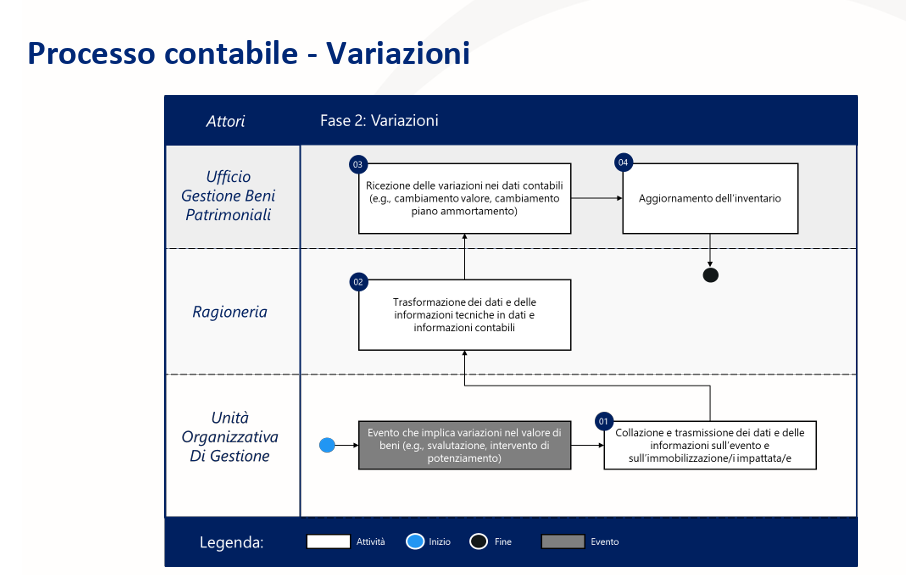 Processo contabile - Variazioni
Attori
Fase 2: Variazioni
Ufficio
Gestione Beni
Patrimoniali
03
Ricezione delle variazioni nei dati contabili
(e.g., cambiamento valore, cambiamento
piano ammortamento)
04
Aggiornamento dell'inventario
Ragioneria
02
Trasformazione dei dati e delle
informazioni tecniche in dati e
informazioni contabili
Unità
Organizzativa
Di Gestione
Evento che implica variazioni nel valore di
beni (e.g., svalutazione, intervento di
potenziamento)
01
Collazione e trasmissione dei dati e delle
informazioni sull'evento e
sull'immobilizzazione/i impattata/e
Legenda:
Attività
Inizio
Fine
Evento